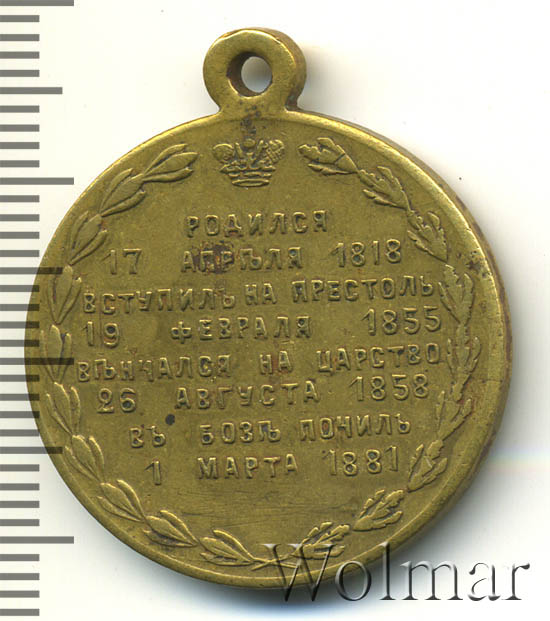 РОДИЛСЯ
17 АПРѢЛЯ 1818
ВСТУПИЛЪ НА ПРЕСТОЛЪ
19 ФЕВРАЛЯ 1855
ВѢНЧАЛСЯ НА ЦАРСТВО
26 АВГУСТА 1858
ВЪ БОЗѢ ПОЧИЛЪ
1 МАРТА 1881
Wolmar